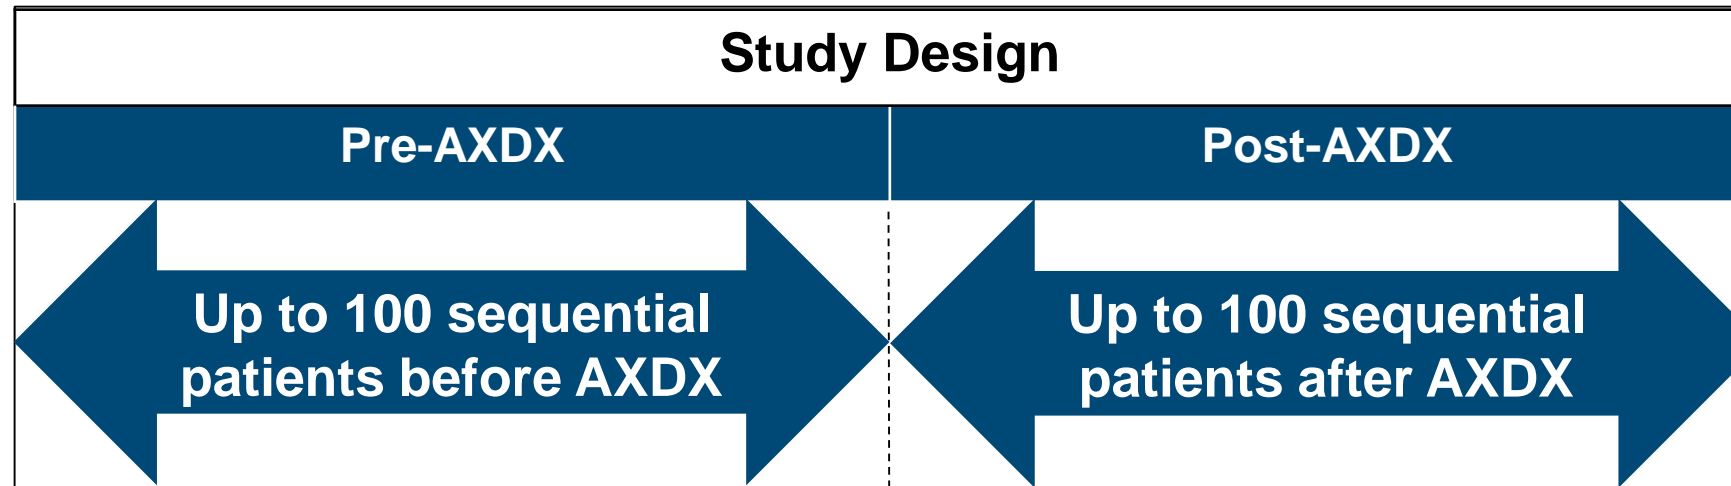 Study Design
Pre-AXDX
Post-AXDX
Up to 100 sequential
patients before AXDX
Up to 100 sequential
patients after AXDX